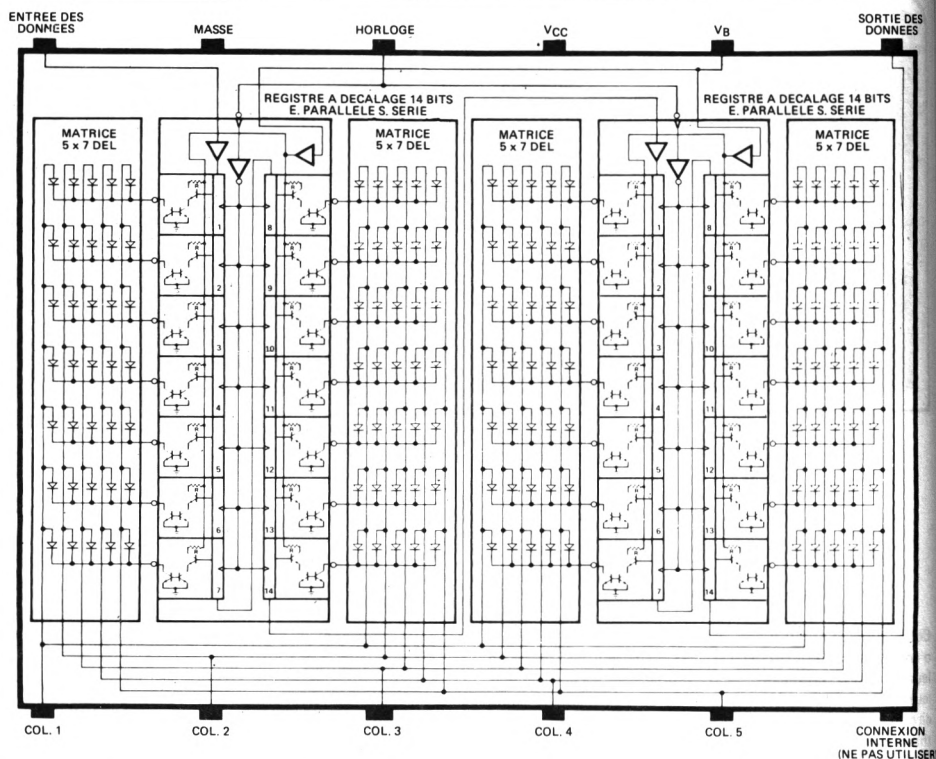 ENTREE DES
DONNEES
MASSE
HORLOGE
VCC
VB
SORTIE DES
DONNEES
REGISTRE A DECALAGE 14 BITS
E. PARALLELE S. SERIE
REGISTRE A DECALAGE 14 BITS
E. PARALLELE S. SERIE
MATRICE
5 x 7 DEL
MATRICE
5 x 7 DEL
MATRICE
5 x 7 DEL
MATRICE
5 x 7 DEL
R R R R
1 8 1 8
R R R R
2 9 2 9
R R R R
3 10 3 10
R R R R
4 11 4 11
R R R R
5 12 5 12
R R R R
6 13 6 13
R R R R
7 14 7 14
COL. 1
COL. 2
COL. 3
COL. 4
COL. 5
CONNEXION
INTERNE
(NE PAS UTILISER)